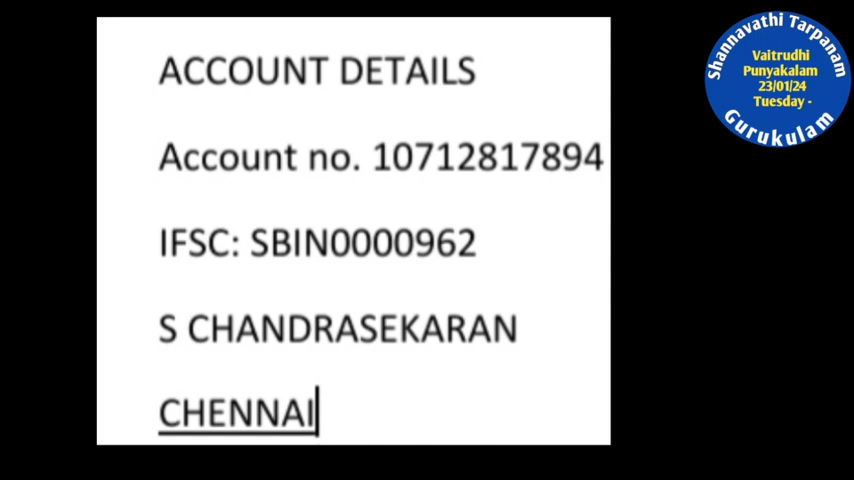 ACCOUNT DETAILS
Account no. 10712817894
IFSC: SBIN0000962
S CHANDRASEKARAN
CHENNAI
Shannavathi Tarpanam
Vaitrudhi
Punyakalam
23/01/24
Tuesday -
Gurukulam